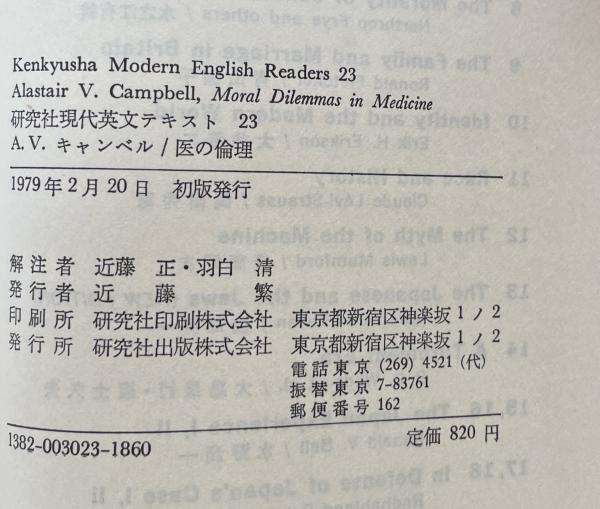 Kenkyusha Modern English Readers 23
Alastair V. Campbell, Moral Dilemmas in Medicine
研究社現代英文テキスト 23
A. V. キャンベル / 医の倫理
1979年2月20日 初版発行
解注者 近藤 正・羽白 清
発行者 近藤 繁
印刷所 研究社印刷株式会社 東京都新宿区神楽坂1ノ2
発行所 研究社出版株式会社 東京都新宿区神楽坂1ノ2
電話東京 (269) 4521 (代)
振替東京 7-83761
郵便番号 162
1382-003023-1860 定価 820 円